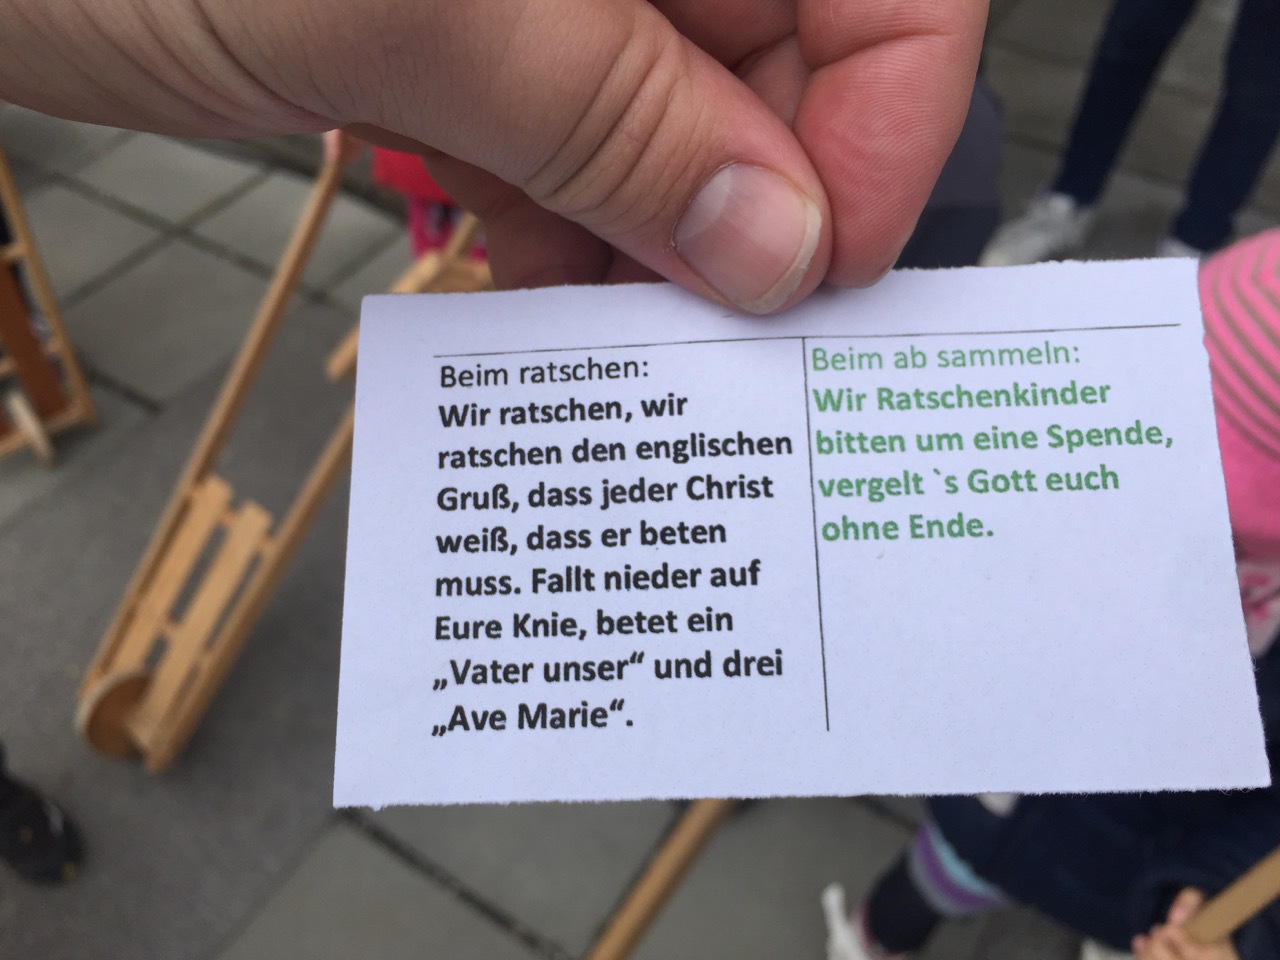 Beim ratschen:
Wir ratschen, wir
ratschen den englischen
Gruß, dass jeder Christ
weiß, dass er beten
muss. Fallt nieder auf
Eure Knie, betet ein
„Vater unser“ und drei
„Ave Marie“.
Beim ab sammeln:
Wir Ratschenkinder
bitten um eine Spende,
vergelt `s Gott euch
ohne Ende.